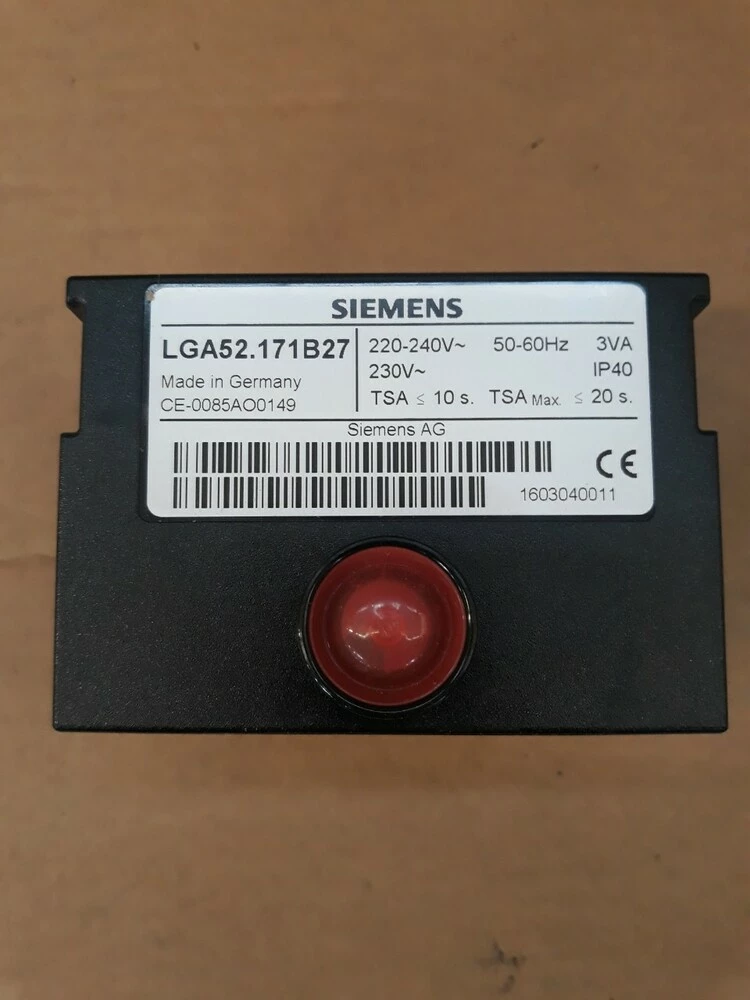 SIEMENS
LGA52.171B27
Made in Germany
CE-0085AO0149
220-240V~ 50-60Hz 3VA
230V~ IP40
TSA ≤ 10 s. TSA Max. ≤ 20 s.
Siemens AG
CE
1603040011